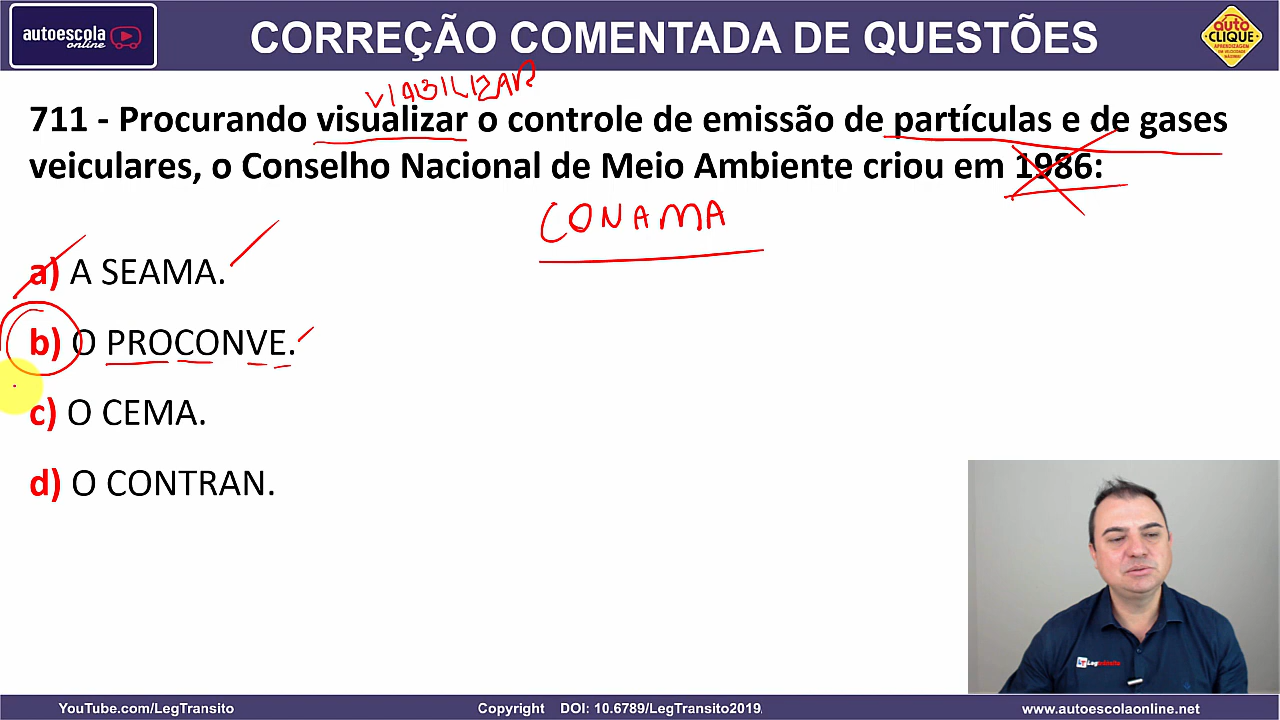 autoescola
online
CORREÇÃO COMENTADA DE QUESTÕES
auto
CLIQUE
VIABILIZAR
711 - Procurando visualizar o controle de emissão de partículas e de gases
veiculares, o Conselho Nacional de Meio Ambiente criou em 1986:
CONAMA
a) A SEAMA.
b) O PROCONVE.
c) O CEMA.
d) O CONTRAN.
LT Legtrânsito
YouTube.com/LegTransito
Copyright DOI: 10.6789/LegTransito2019
www.autoescolaonline.net